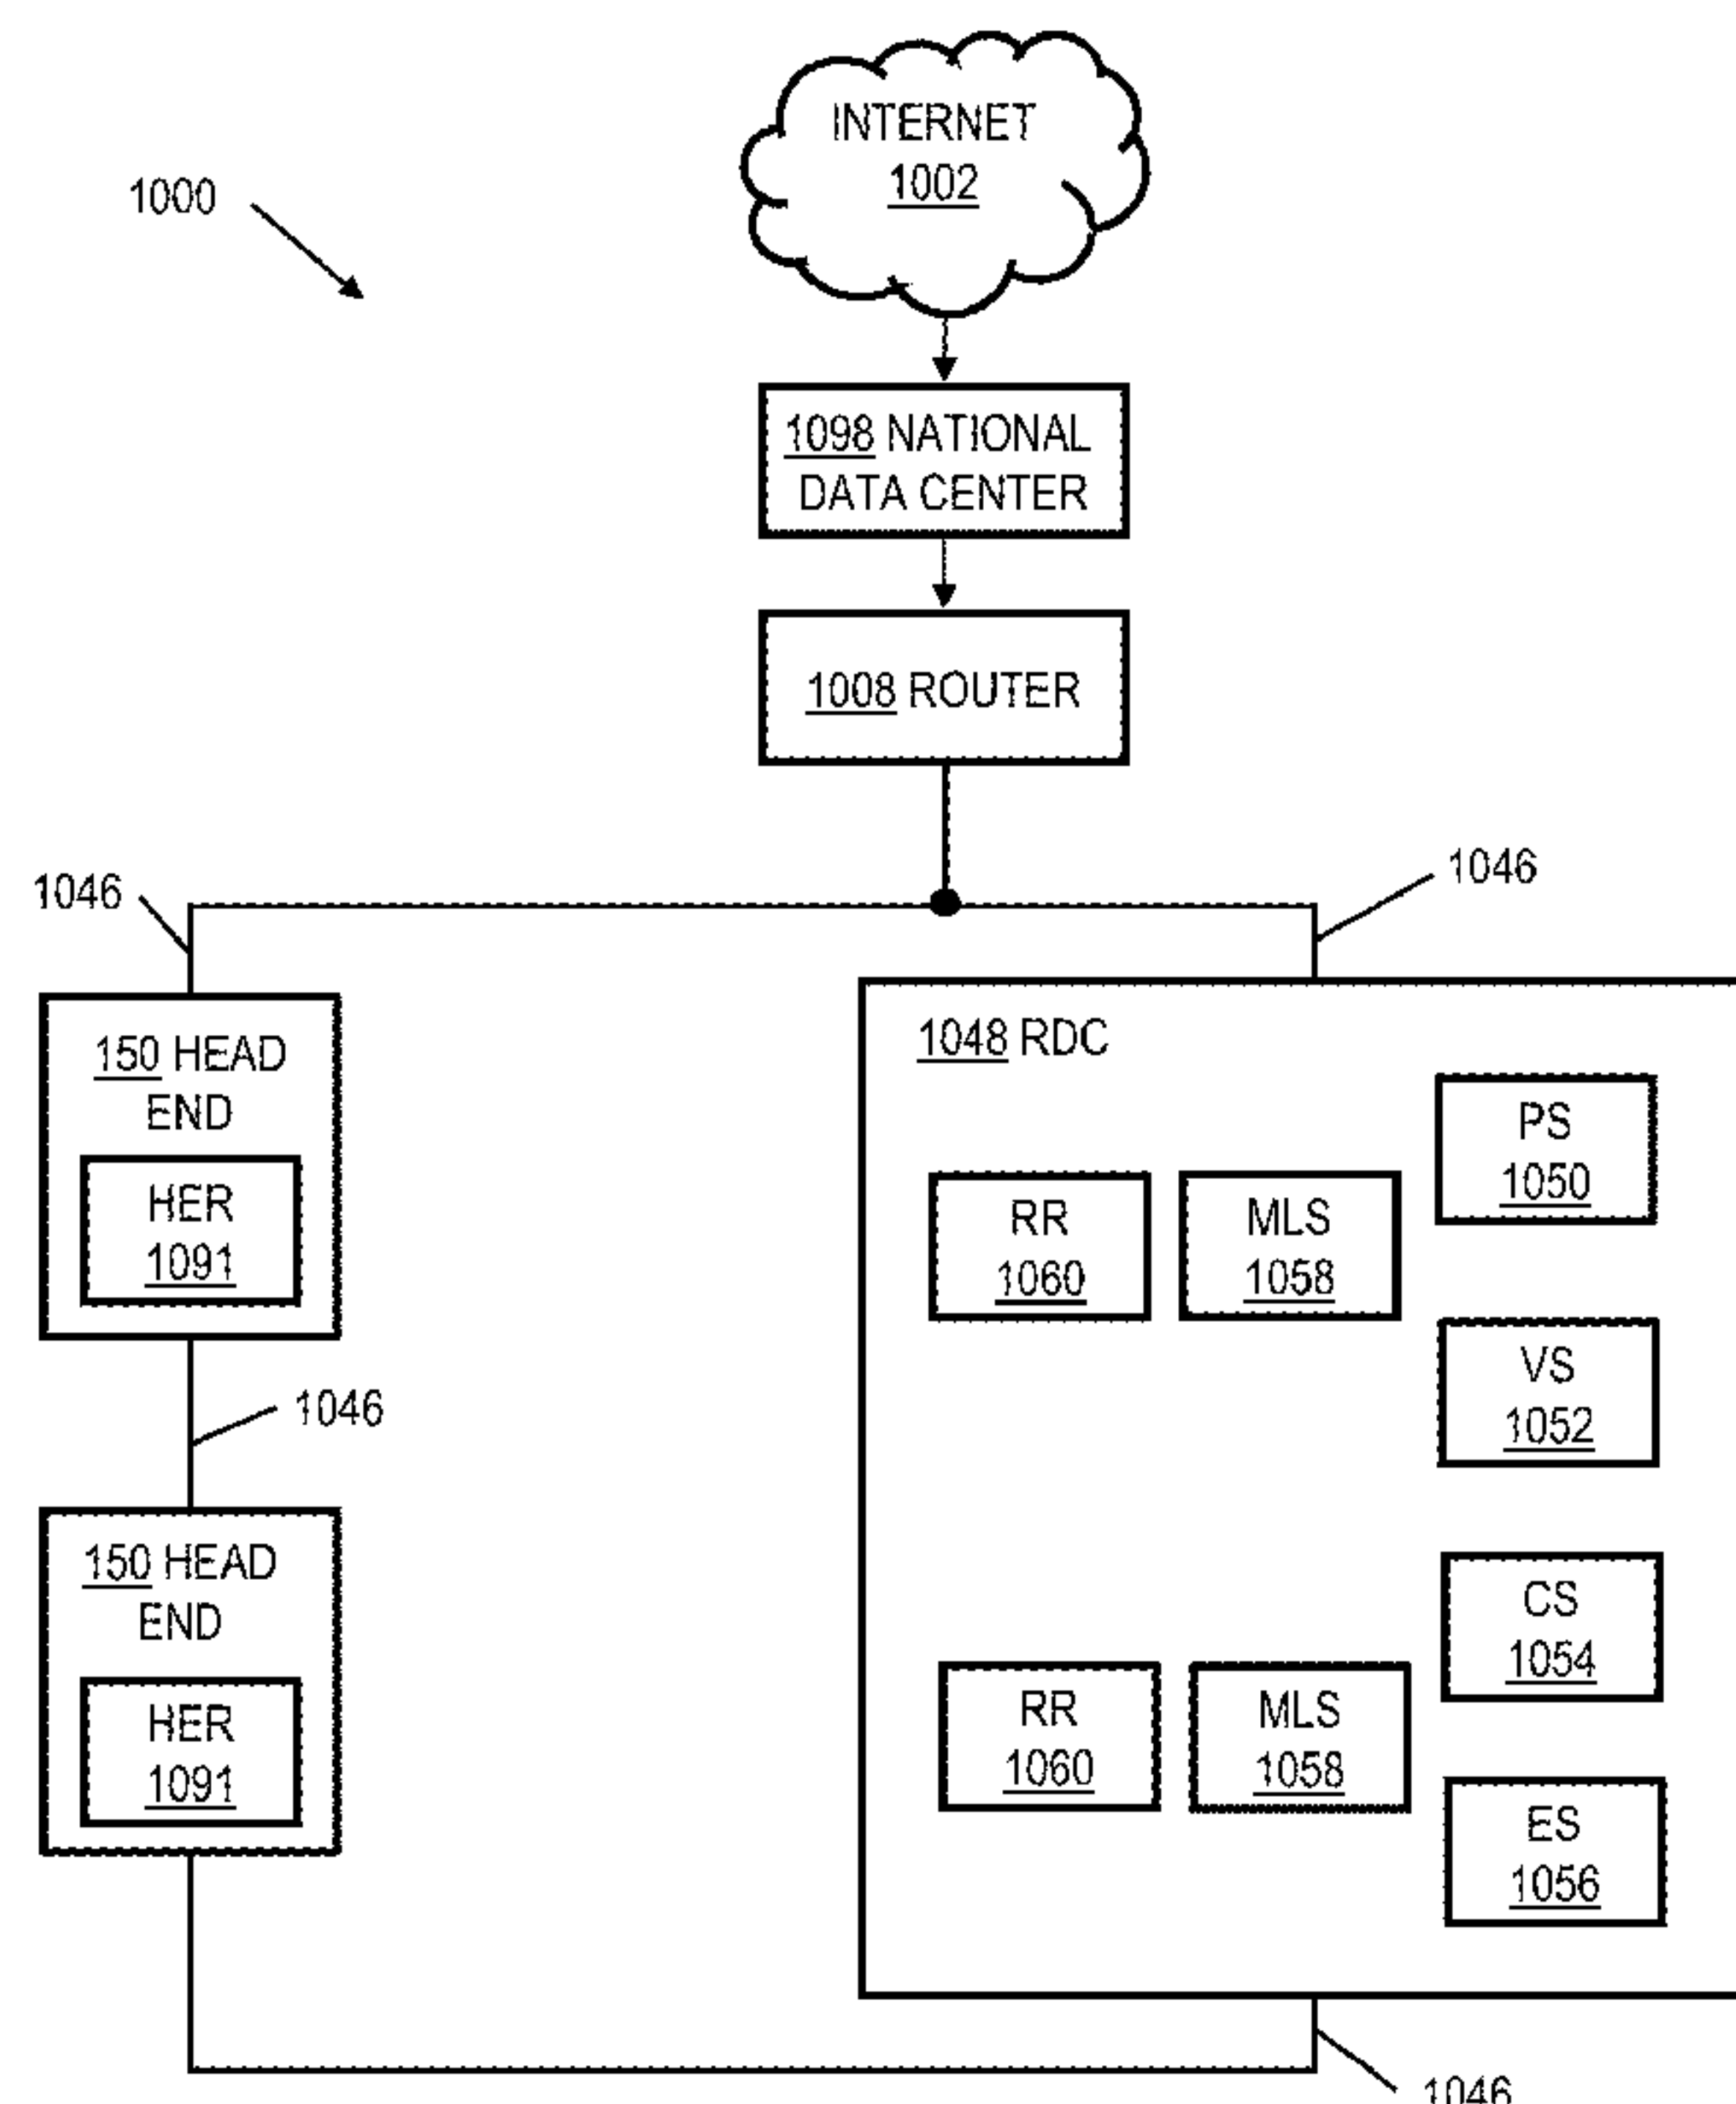 INTERNET
1002
1000
1098 NATIONAL
DATA CENTER
1008 ROUTER
1046
1046
150 HEAD
END
HER
1091
1048 RDC
PS
1050
RR
1060
MLS
1058
VS
1052
1046
150 HEAD
END
HER
1091
CS
1054
RR
1060
MLS
1058
ES
1056
1046